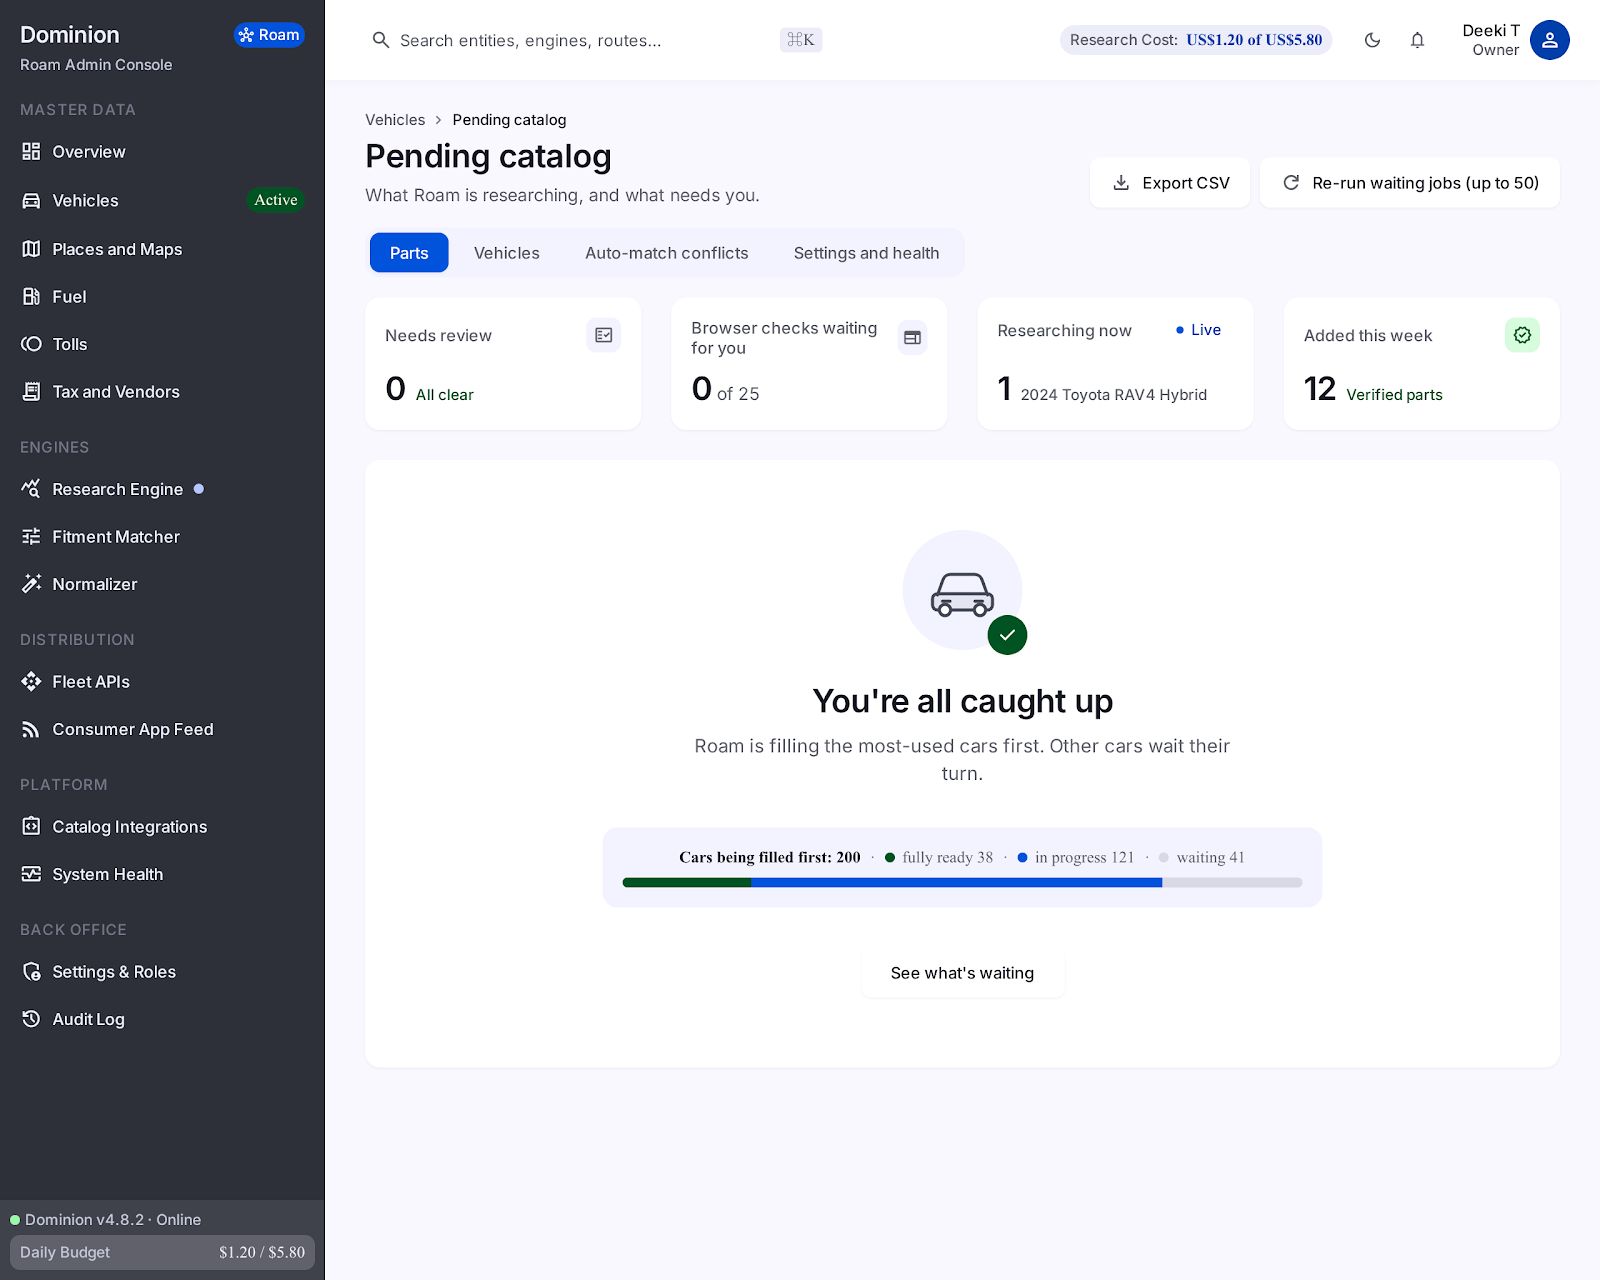 Dominion
Roam
Roam Admin Console
MASTER DATA
Overview
Vehicles
Active
Places and Maps
Fuel
Tolls
Tax and Vendors
ENGINES
Research Engine
Fitment Matcher
Normalizer
DISTRIBUTION
Fleet APIs
Consumer App Feed
PLATFORM
Catalog Integrations
System Health
BACK OFFICE
Settings & Roles
Audit Log
Dominion v4.8.2 · Online
Daily Budget $1.20 / $5.80
Search entities, engines, routes...
⌘K
Research Cost: US$1.20 of US$5.80
Deeki T
Owner
Vehicles > Pending catalog
Pending catalog
What Roam is researching, and what needs you.
Export CSV
Re-run waiting jobs (up to 50)
Parts
Vehicles
Auto-match conflicts
Settings and health
Needs review
0 All clear
Browser checks waiting
for you
0 of 25
Researching now
Live
1 2024 Toyota RAV4 Hybrid
Added this week
12 Verified parts
You're all caught up
Roam is filling the most-used cars first. Other cars wait their
turn.
Cars being filled first: 200 · fully ready 38 · in progress 121 · waiting 41
See what's waiting